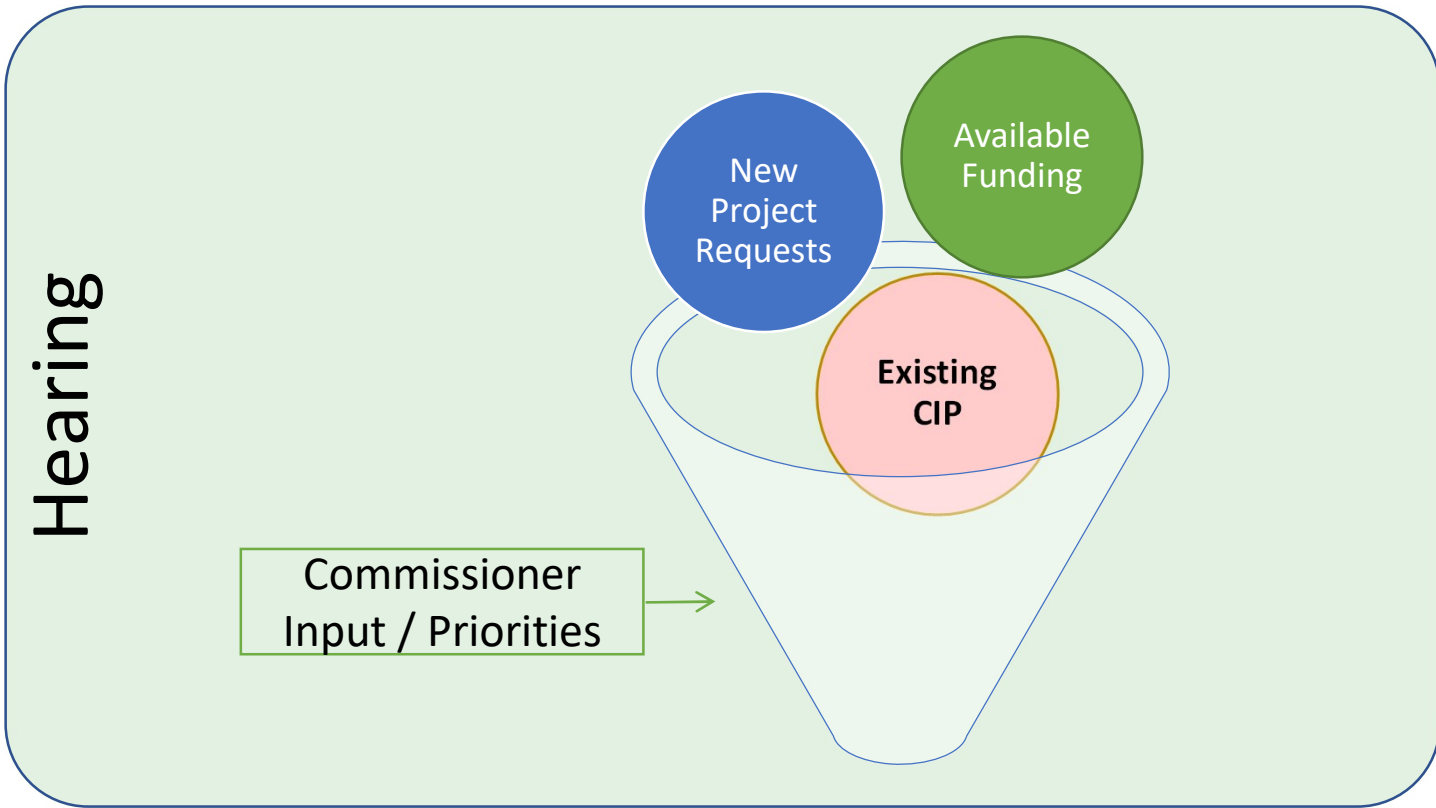 Hearing
New
Project
Requests
Available
Funding
Existing
CIP
Commissioner
Input / Priorities